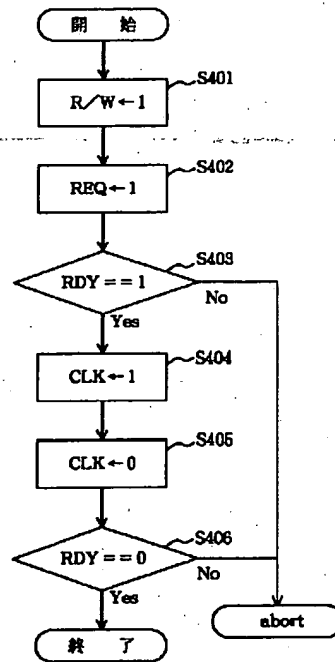 開 始
S401
R/W←1
S402
REQ←1
S403
RDY==1
No
Yes
S404
CLK←1
S405
CLK←0
S406
RDY==0
No
Yes
abort
終 了